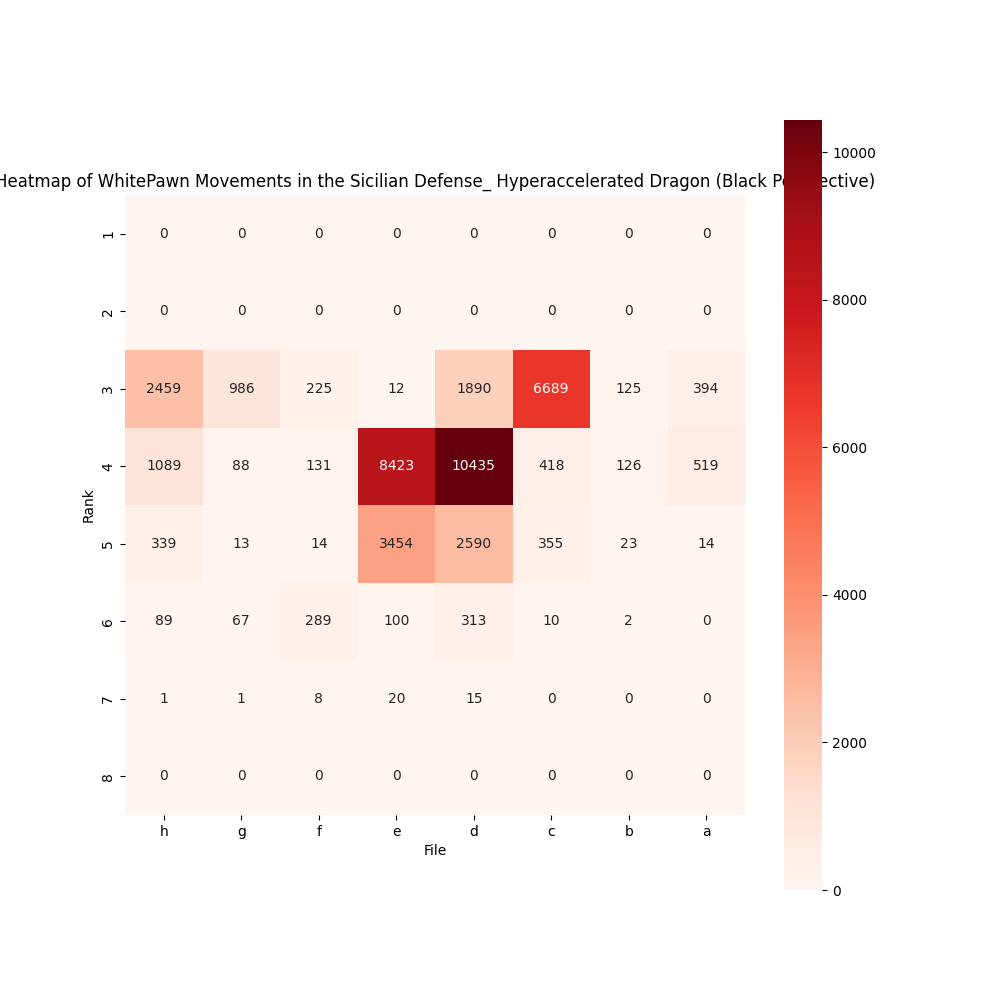 Heatmap of WhitePawn Movements in the Sicilian Defense_ Hyperaccelerated Dragon (Black ective)
10000
8000
6000
4000
2000
0
1 0 0 0 0 0 0 0 0
2 0 0 0 0 0 0 0 0
3 2459 986 225 12 1890 6689 125 394
4 1089 88 131 8423 10435 418 126 519
Rank
5 339 13 14 3454 2590 355 23 14
6 89 67 289 100 313 10 2 0
7 1 1 8 20 15 0 0 0
8 0 0 0 0 0 0 0 0
h g f e d c b a
File